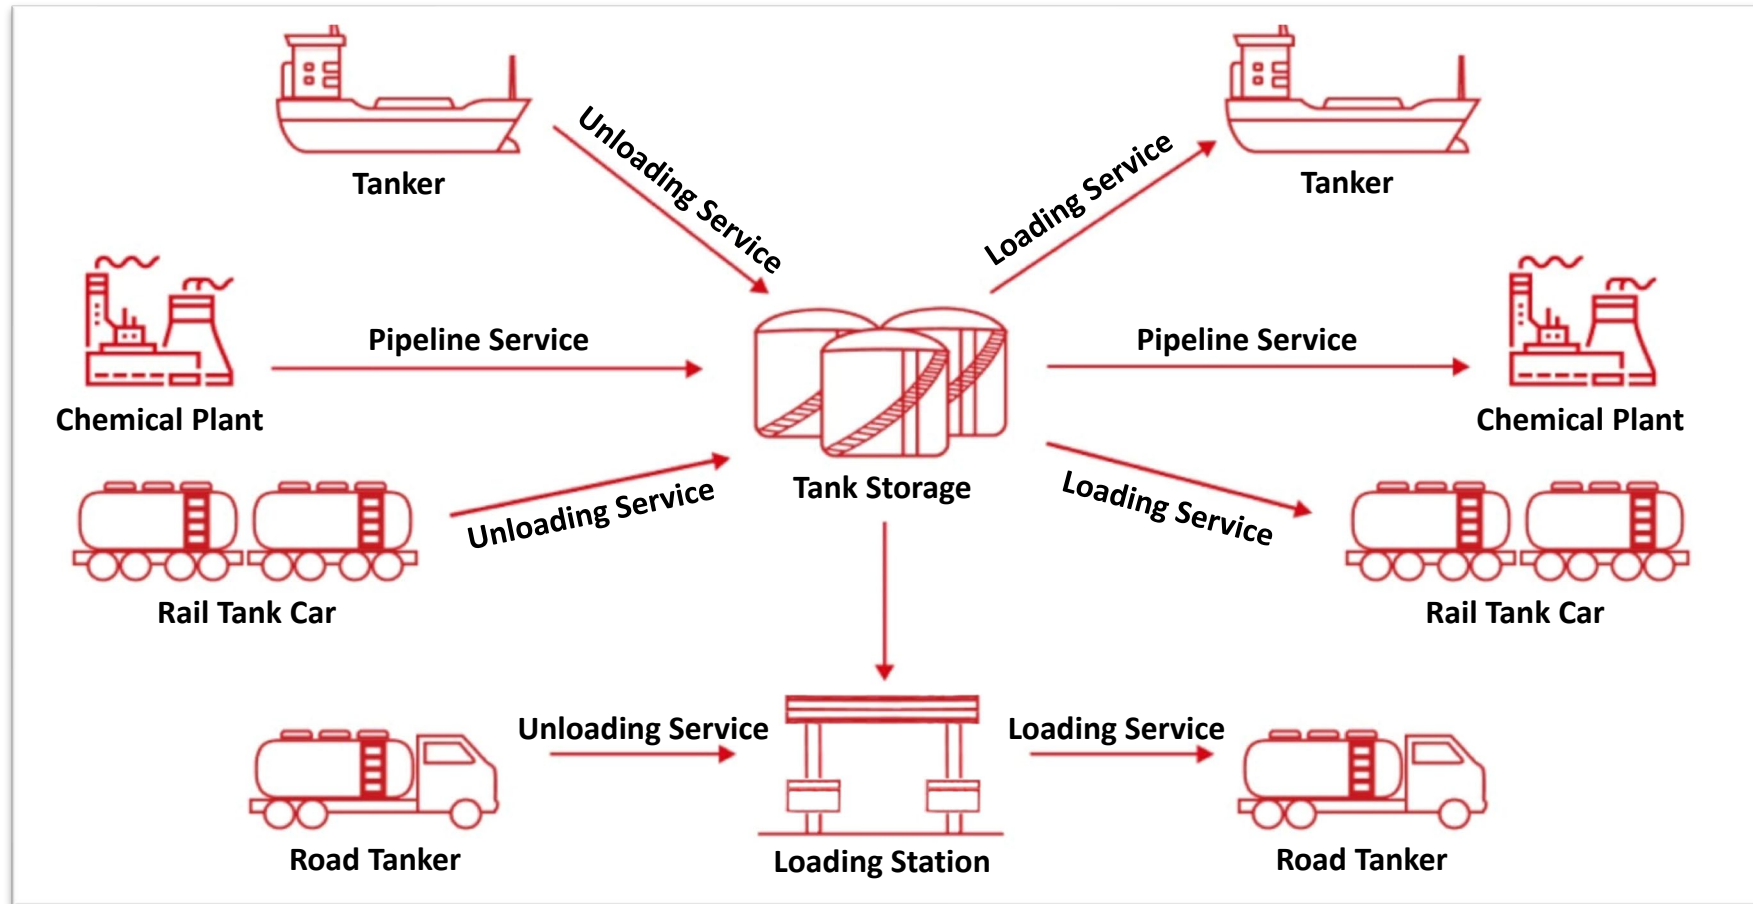 Tanker
Unloading Service
Loading Service
Tanker
Chemical Plant
Pipeline Service
Pipeline Service
Chemical Plant
Rail Tank Car
Unloading Service
Tank Storage
Loading Service
Rail Tank Car
Road Tanker
Unloading Service
Loading Station
Loading Service
Road Tanker